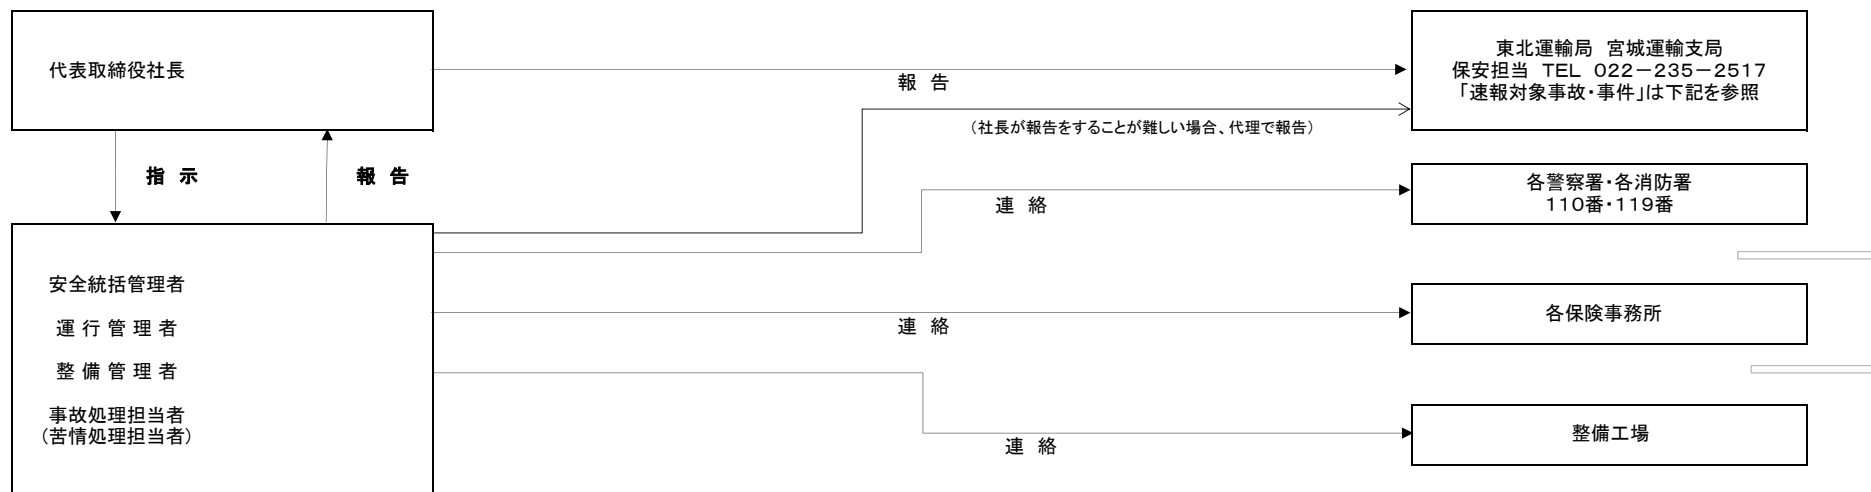 代表取締役社長
東北運輸局 宮城運輸支局
保安担当 TEL 022-235-2517
「速報対象事故・事件」は下記を参照
報 告
(社長が報告をすることが難しい場合、代理で報告)
指 示
報 告
各警察署・各消防署
110番・119番
連 絡
安全統括管理者
運 行 管 理 者
整 備 管 理 者
事故処理担当者
(苦情処理担当者)
各保険事務所
連 絡
整備工場
連 絡